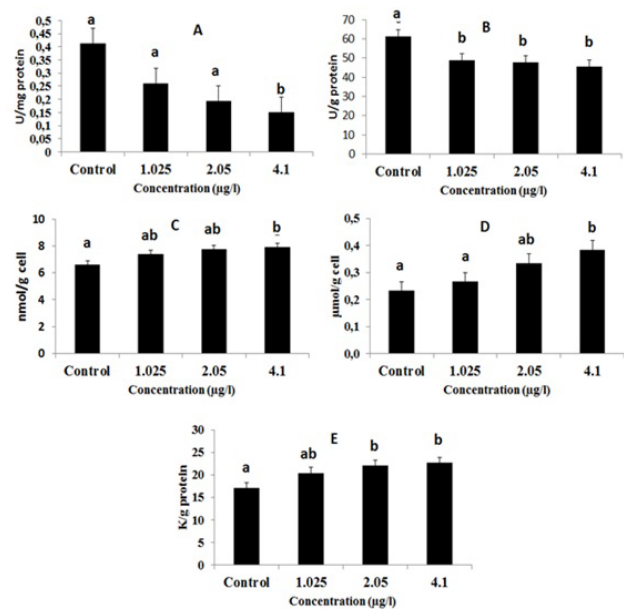 A
U/mg protein
0,5
0,45
0,4
0,35
0,3
0,25
0,2
0,15
0,1
0,05
0
a
a
a
b
Control 1.025 2.05 4.1
Concentration (µg/l)
B
U/g protein
70
60
50
40
30
20
10
0
a
b
b
b
Control 1.025 2.05 4.1
Concentration (µg/l)
C
nmol/g cell
10
8
6
4
2
0
a
ab
ab
b
Control 1.025 2.05 4.1
Concentration (µg/l)
D
µmol/g cell
0,5
0,4
0,3
0,2
0,1
0,0
a
a
ab
b
Control 1.025 2.05 4.1
Concentration (µg/l)
E
K/g protein
30
25
20
15
10
5
0
a
ab
b
b
Control 1.025 2.05 4.1
Concentration (µg/l)